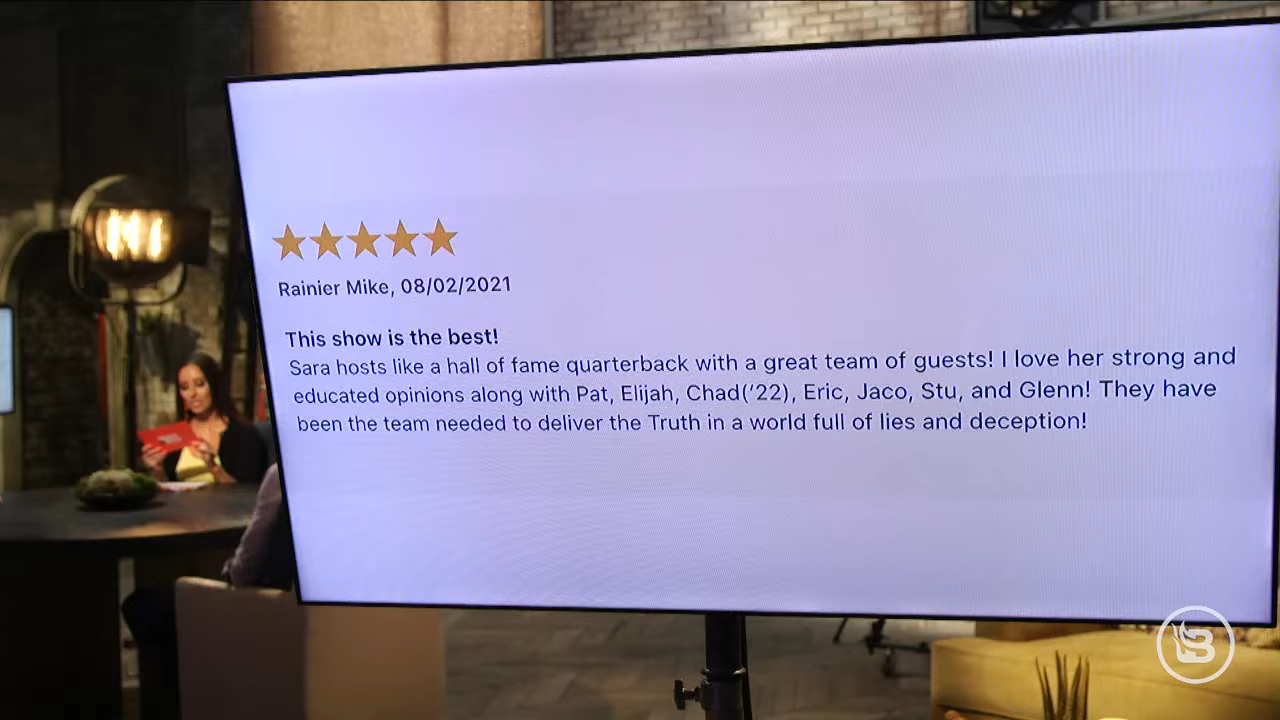 Rainier Mike, 08/02/2021
This show is the best!
Sara hosts like a hall of fame quarterback with a great team of guests! I love her strong and
educated opinions along with Pat, Elijah, Chad('22), Eric, Jaco, Stu, and Glenn! They have
been the team needed to deliver the Truth in a world full of lies and deception!
B